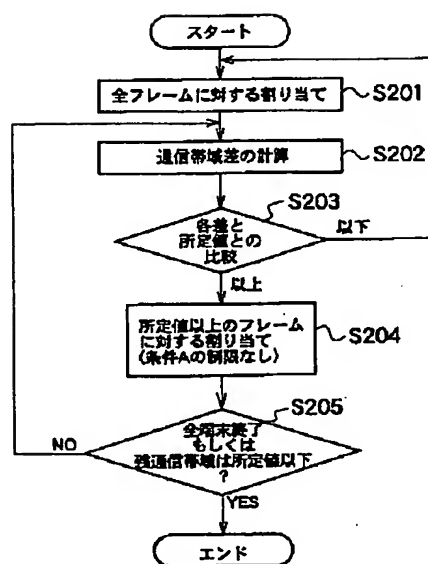 スタート
全フレームに対する割り当て
S201
通信帯域差の計算
S202
S203
各差と
所定値との
比較
以下
以上
所定値以上のフレーム
に対する割り当て
(条件Aの制限なし)
S204
S205
全端末終了
もしくは
残通信帯域は所定値以下
?
NO
YES
エンド